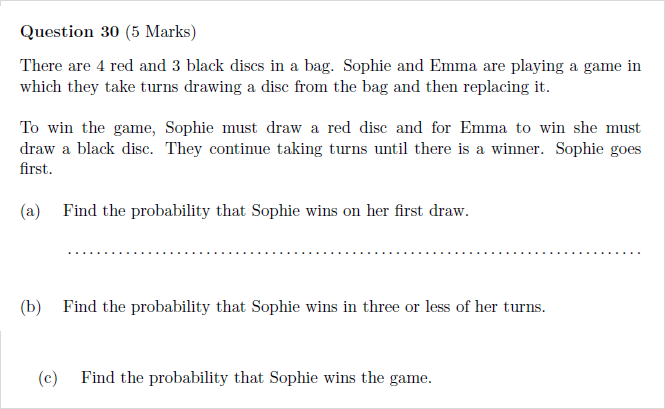 Question 30 (5 Marks)
There are 4 red and 3 black discs in a bag. Sophie and Emma are playing a game in
which they take turns drawing a disc from the bag and then replacing it.
To win the game, Sophie must draw a red disc and for Emma to win she must
draw a black disc. They continue taking turns until there is a winner. Sophie goes
first.
(a) Find the probability that Sophie wins on her first draw.
(b) Find the probability that Sophie wins in three or less of her turns.
(c) Find the probability that Sophie wins the game.